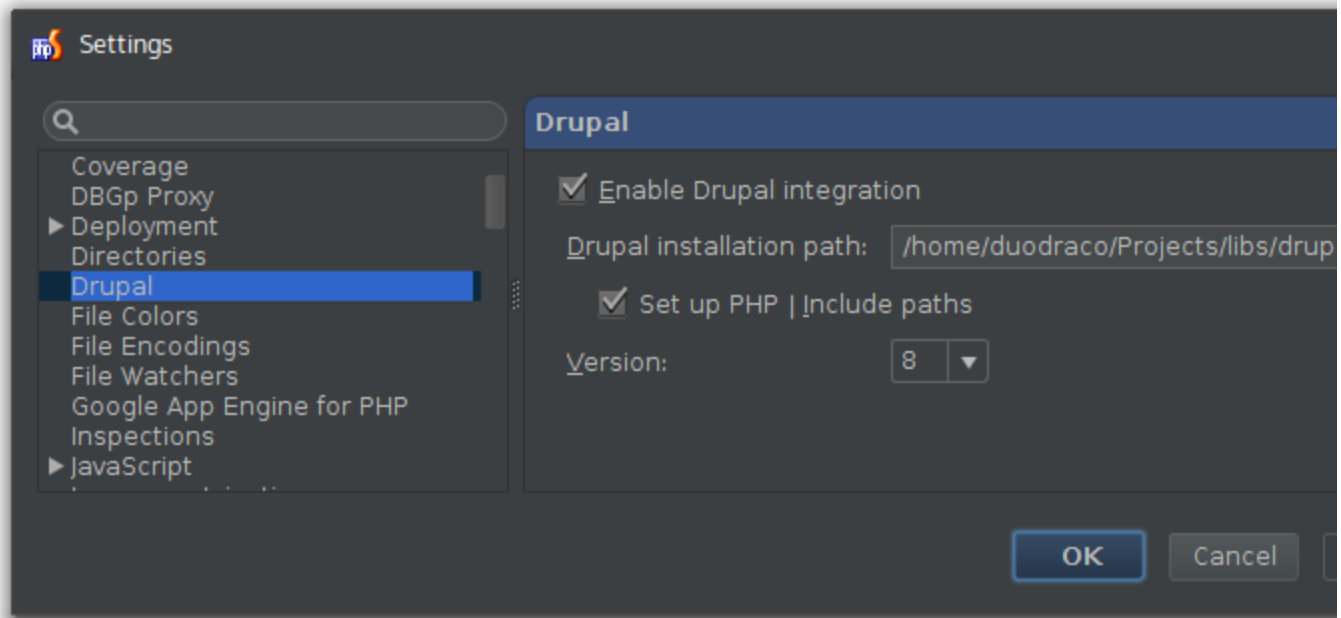 php
Settings
Coverage
DBGp Proxy
Deployment
Directories
Drupal
File Colors
File Encodings
File Watchers
Google App Engine for PHP
Inspections
JavaScript
Drupal
Enable Drupal integration
Drupal installation path: /home/duodraco/Projects/libs/drup
Set up PHP | Include paths
Version: 8
OK Cancel